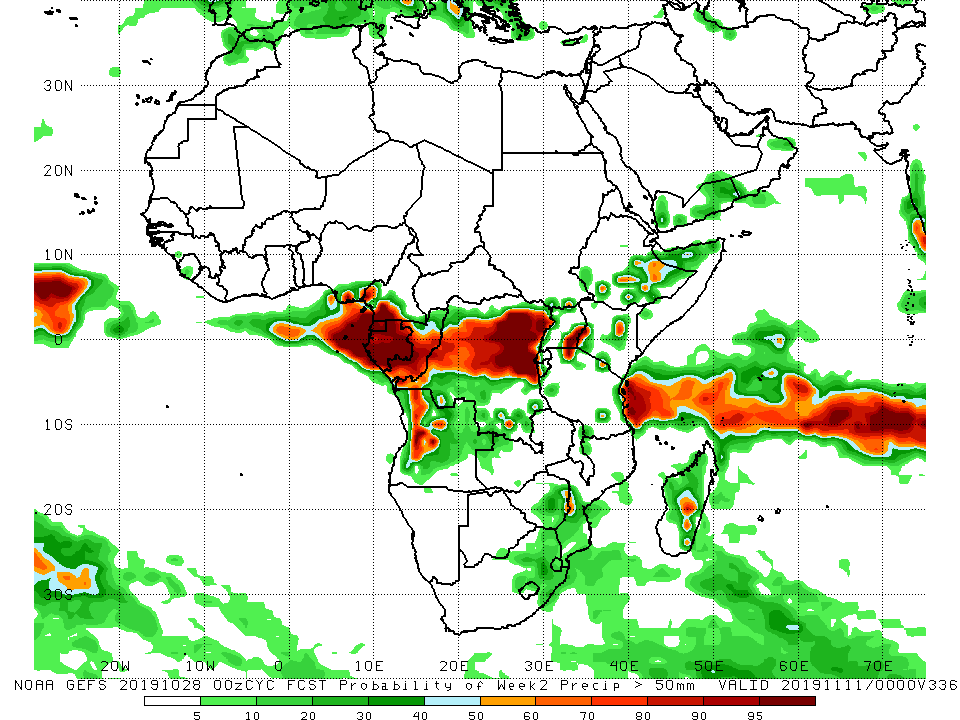 30N
20N
10N
0
10S
20S
30S
20W 10W 0 10E 20E 30E 40E 50E 60E 70E
NOAA GEFS 20191028 00zCYC FCST Probability of Week2 Precip > 50mm VALID 20191111/0000V336
5 10 20 30 40 50 60 70 80 90 95